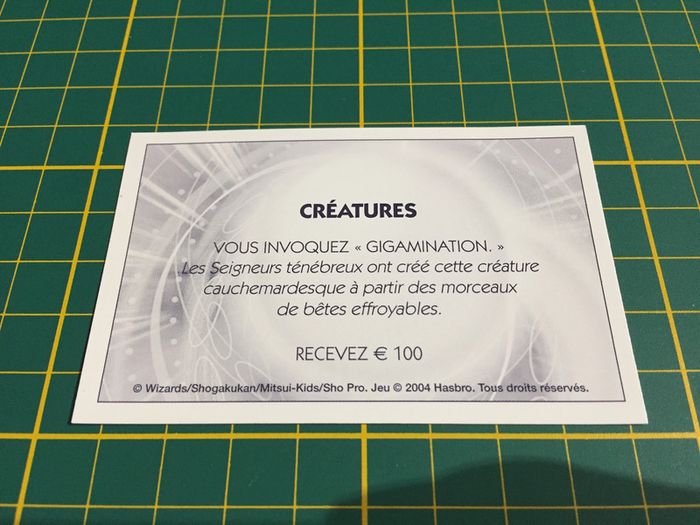 CRÉATURES
VOUS INVOQUEZ « GIGAMINATION. »
Les Seigneurs ténébreux ont créé cette créature
cauchemardesque à partir des morceaux
de bêtes effroyables.
RECEVEZ € 100
© Wizards/Shogakukan/Mitsui-Kids/Sho Pro. Jeu © 2004 Hasbro. Tous droits réservés.